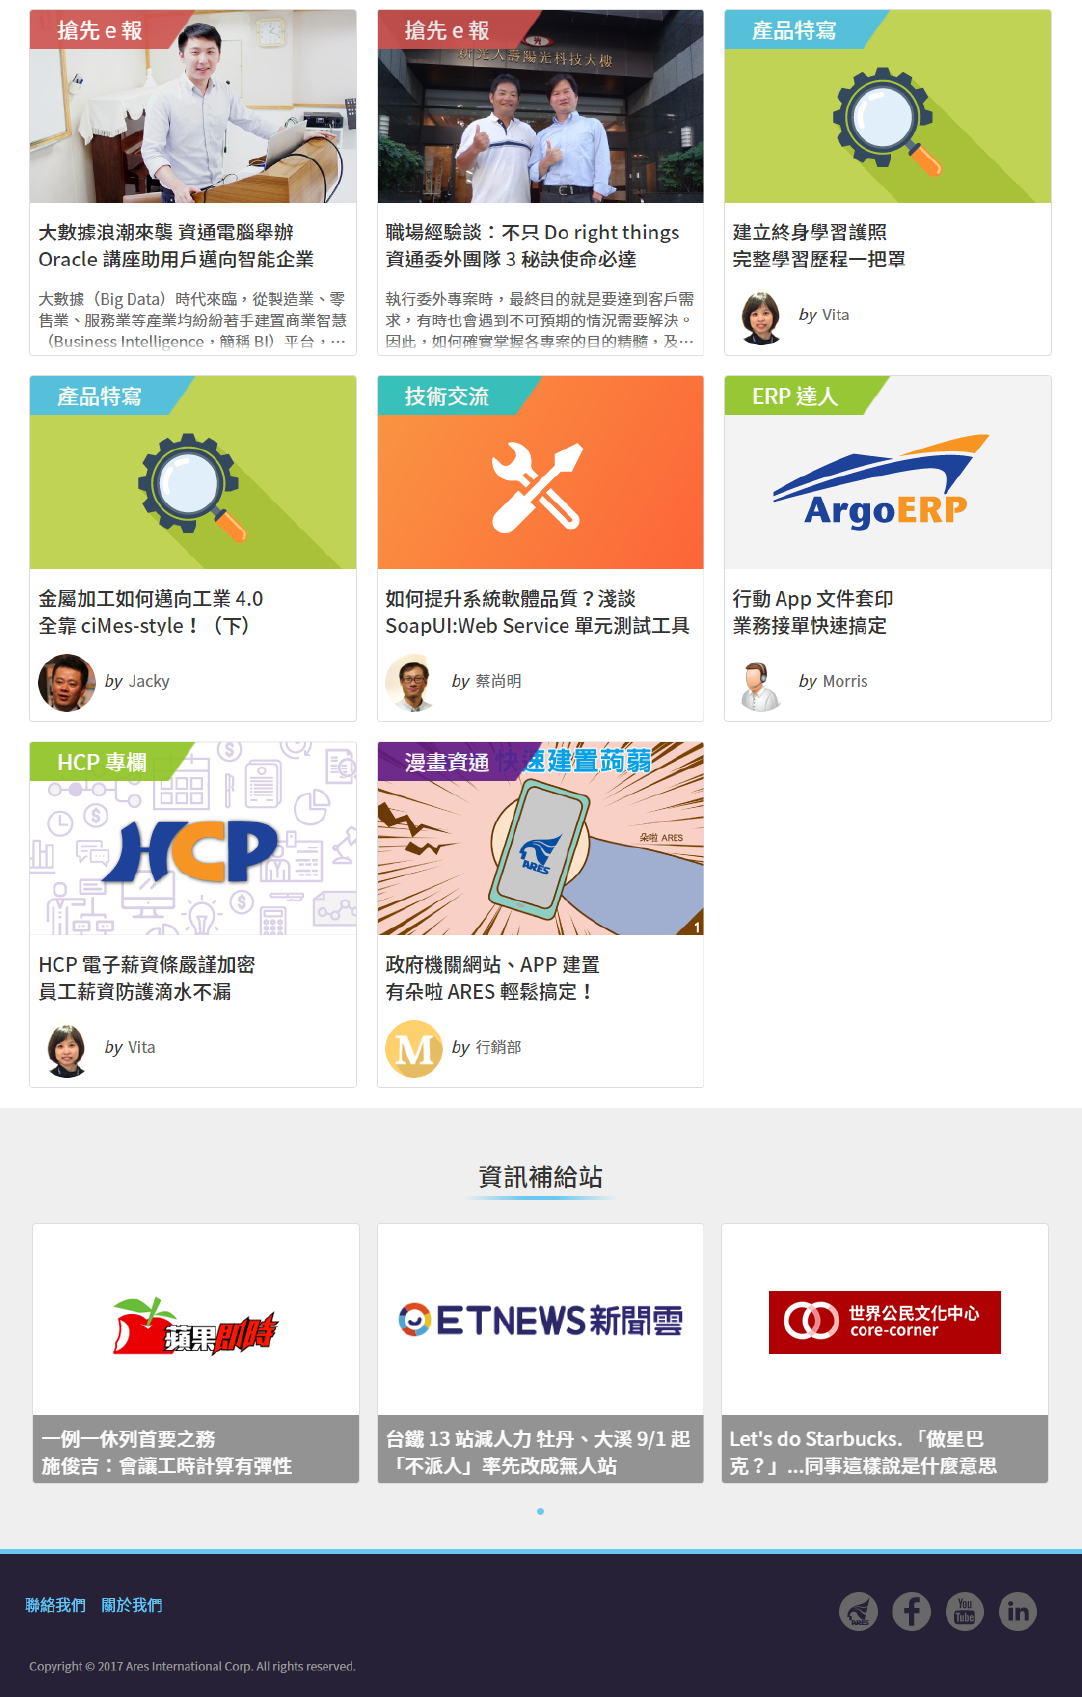 搶先 e 報
大數據浪潮來襲 資通電腦舉辦
Oracle 講座助用戶邁向智能企業
大數據（Big Data）時代來臨，從製造業、零
售業、服務業等產業均紛紛著手建置商業智慧
（Business Intelligence，簡稱 BI）平台，…
搶先 e 報
新光人壽陽光科技大樓
職場經驗談：不只 Do right things
資通委外團隊 3 秘訣使命必達
執行委外專案時，最終目的就是要達到客戶需
求，有時也會遇到不可預期的情況需要解決。
因此，如何確實掌握各專案的目的精髓，及…
產品特寫
建立終身學習護照
完整學習歷程一把罩
by Vita
產品特寫
金屬加工如何邁向工業 4.0
全靠 ciMes-style！（下）
by Jacky
技術交流
如何提升系統軟體品質？淺談
SoapUI:Web Service 單元測試工具
by 蔡尚明
ERP 達人
ArgoERP
行動 App 文件套印
業務接單快速搞定
by Morris
HCP 專欄
HCP
HCP 電子薪資條嚴謹加密
員工薪資防護滴水不漏
by Vita
漫畫資通
快速建置蒟蒻
朵啦 ARES
ARES
1
政府機關網站、APP 建置
有朵啦 ARES 輕鬆搞定！
M
by 行銷部
資訊補給站
蘋果即時
一例一休列首要之務
施俊吉：會讓工時計算有彈性
ETNEWS新聞雲
台鐵 13 站減人力 牡丹、大溪 9/1 起
「不派人」率先改成無人站
世界公民文化中心
core-corner
Let's do Starbucks. 「做星巴
克？」...同事這樣說是什麼意思
聯絡我們 關於我們
ARES
f
You
Tube
in
Copyright © 2017 Ares International Corp. All rights reserved.